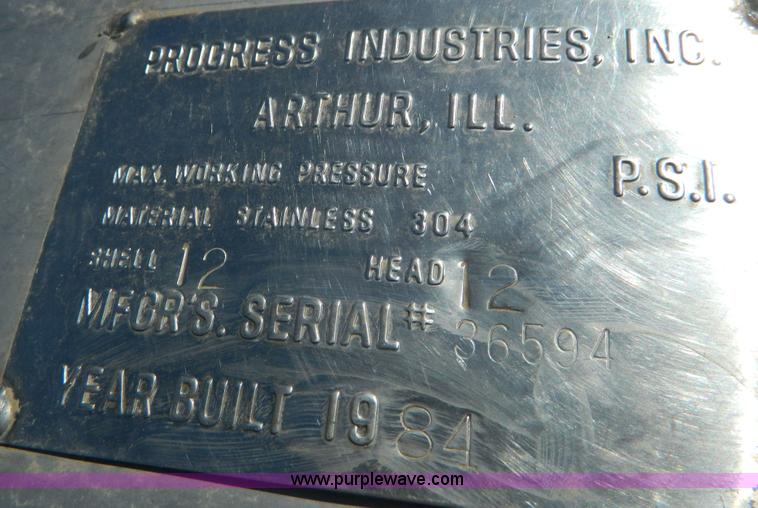 PROGRESS INDUSTRIES, INC.
ARTHUR, ILL.
MAX. WORKING PRESSURE P.S.I.
MATERIAL STAINLESS 304
SHELL 12 HEAD 12
MFGR'S. SERIAL # 36594
YEAR BUILT 1984
www.purplewave.com